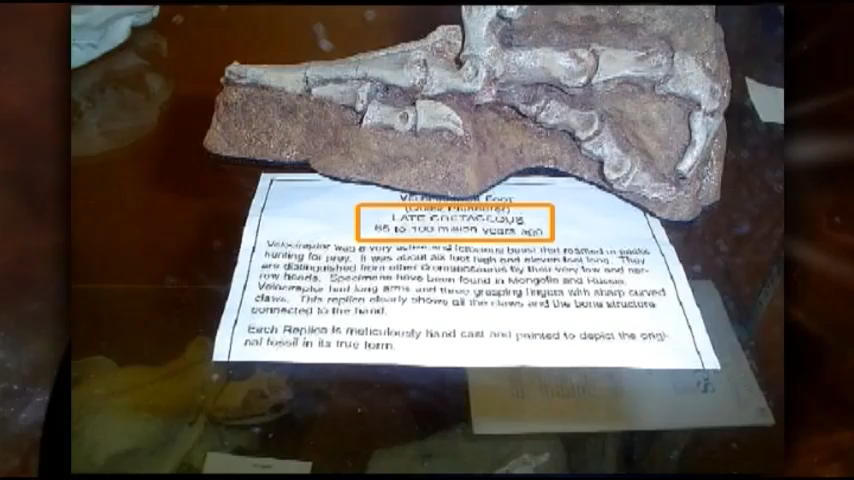 Velociraptor Foot
LATE CRETACEOUS
65 to 100 million years ago
Velociraptor was a very active and ferocious beast that roamed in packs
hunting for prey. It was about six foot high and eleven foot long. They
are distinguished from other Dromaeosaurus by their very low and nar-
row heads. Specimens have been found in Mongolia and Russia.
Velociraptor had long arms and three grasping fingers with sharp curved
claws. This replica clearly shows all the claws and the bone structure
connected to the hand.
Each Replica is meticulously hand cast and painted to depict the origi-
nal fossil in its true form.